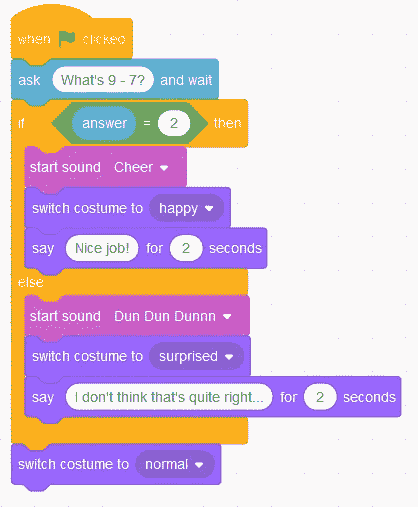 when clicked
ask What's 9 - 7? and wait
if answer = 2 then
start sound Cheer
switch costume to happy
say Nice job! for 2 seconds
else
start sound Dun Dun Dunnn
switch costume to surprised
say I don't think that's quite right... for 2 seconds
switch costume to normal